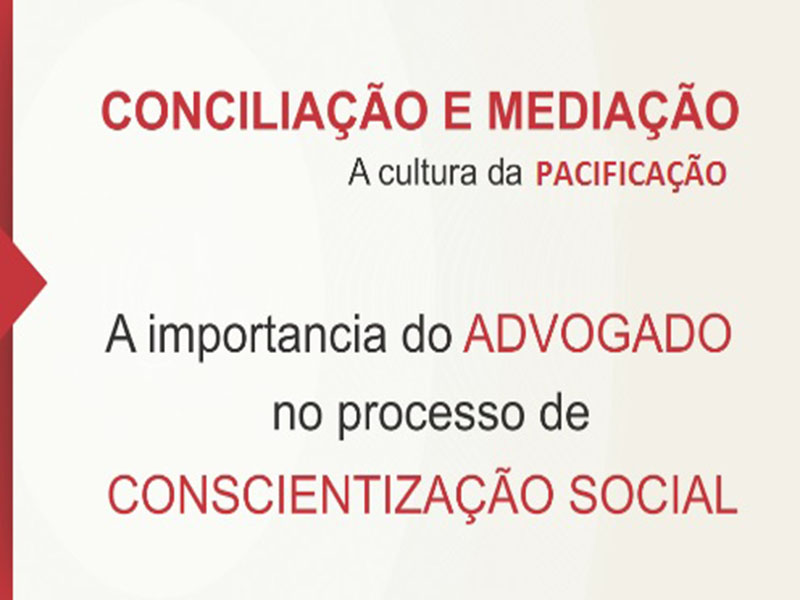 CONCILIAÇÃO E MEDIAÇÃO
A cultura da PACIFICAÇÃO
A importancia do ADVOGADO
no processo de
CONSCIENTIZAÇÃO SOCIAL